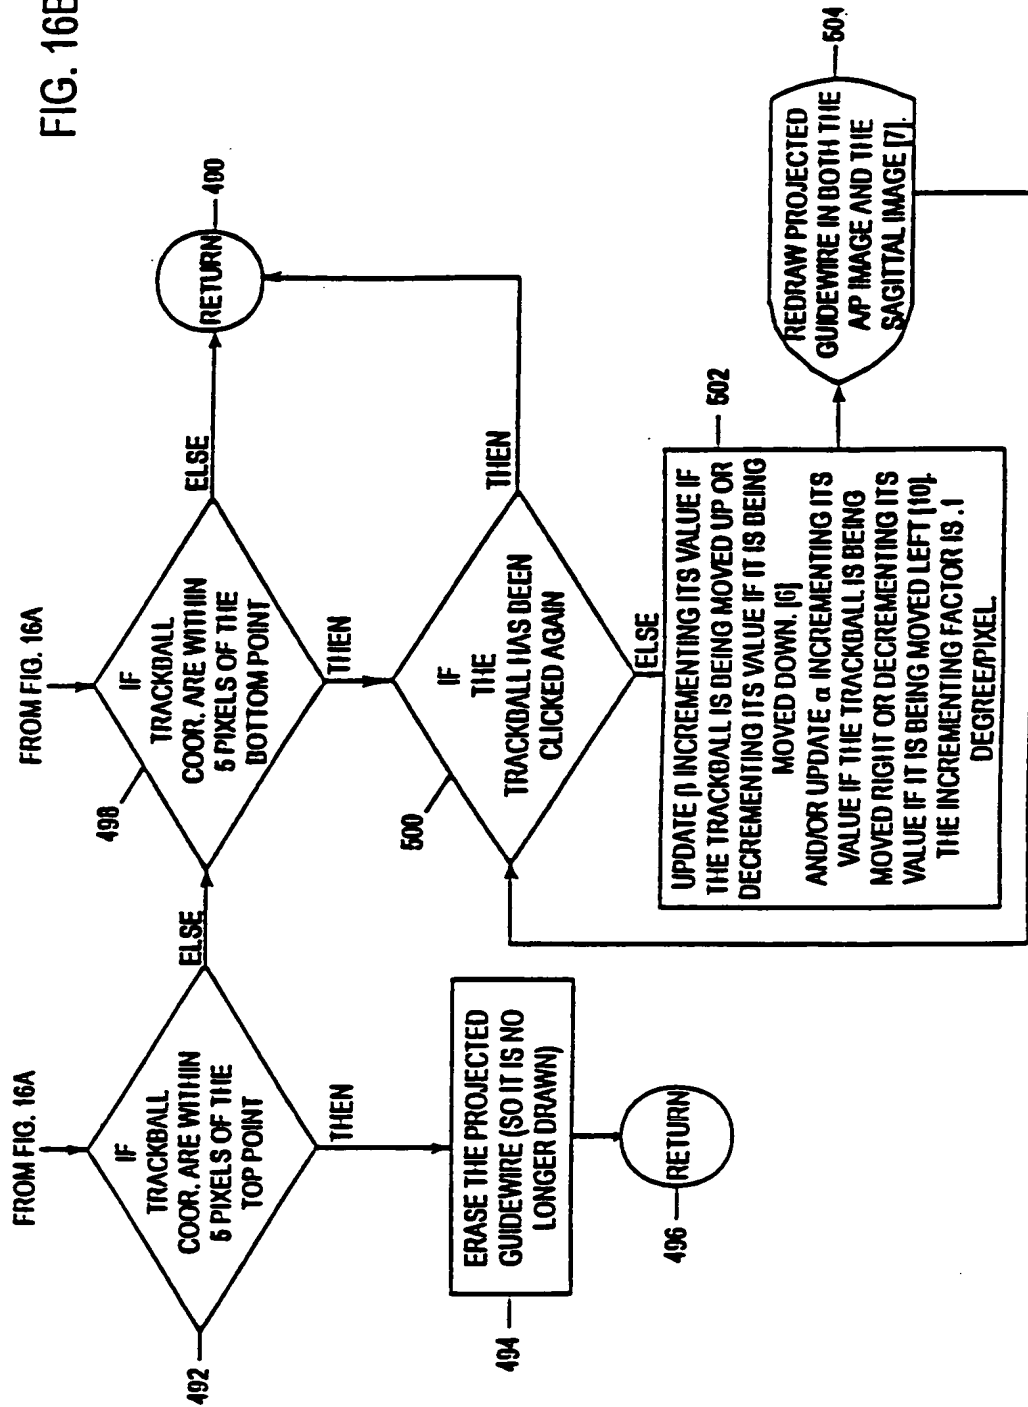 FIG. 16B
FROM FIG. 16A
IF
TRACKBALL
COOR. ARE WITHIN
5 PIXELS OF THE
TOP POINT
492
THEN
ELSE
ERASE THE PROJECTED
GUIDEWIRE (SO IT IS NO
LONGER DRAWN)
494
RETURN
496
FROM FIG. 16A
IF
TRACKBALL
COOR. ARE WITHIN
5 PIXELS OF THE
BOTTOM POINT
498
ELSE
RETURN
490
THEN
IF
THE
TRACKBALL HAS BEEN
CLICKED AGAIN
500
THEN
ELSE
UPDATE β INCREMENTING ITS VALUE IF
THE TRACKBALL IS BEING MOVED UP OR
DECREMENTING ITS VALUE IF IT IS BEING
MOVED DOWN. [6]
AND/OR UPDATE α INCREMENTING ITS
VALUE IF THE TRACKBALL IS BEING
MOVED RIGHT OR DECREMENTING ITS
VALUE IF IT IS BEING MOVED LEFT [10].
THE INCREMENTING FACTOR IS .1
DEGREE/PIXEL.
502
REDRAW PROJECTED
GUIDEWIRE IN BOTH THE
A/P IMAGE AND THE
SAGITTAL IMAGE [7].
504